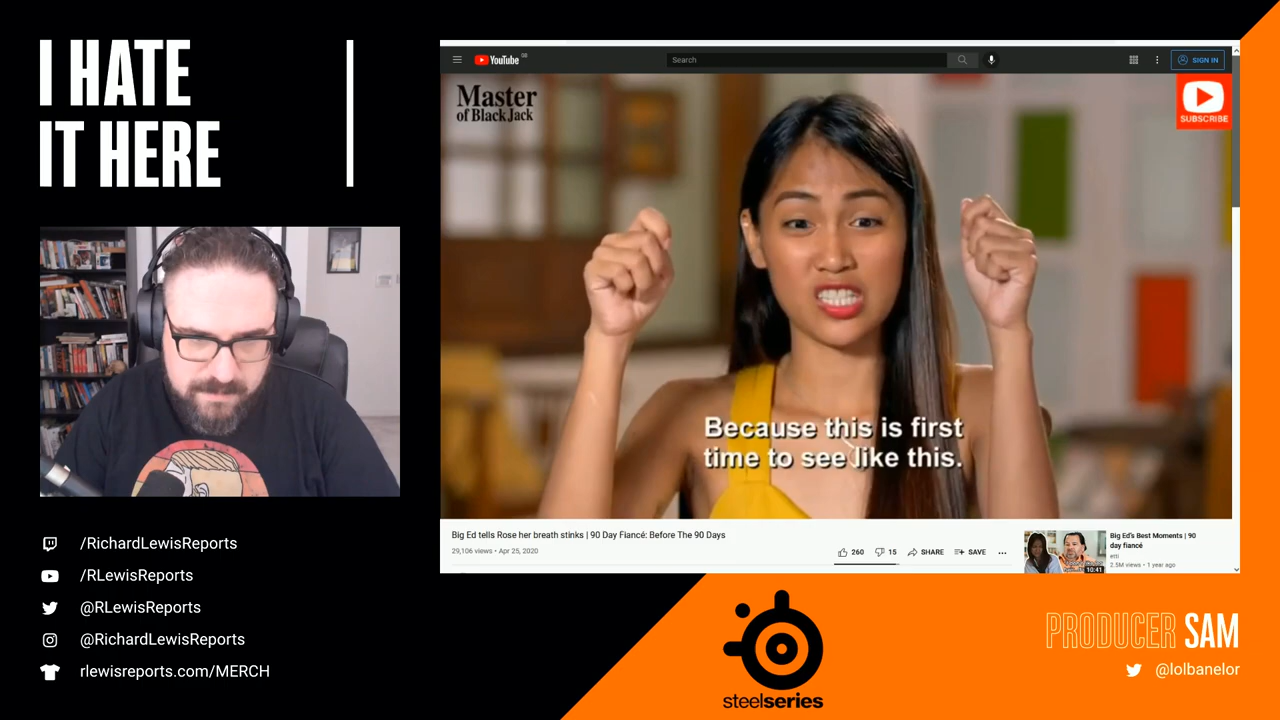 I HATE
IT HERE
/RichardLewisReports
/RLewisReports
@RLewisReports
@RichardLewisReports
rlewisreports.com/MERCH
YouTube GB
Search
SIGN IN
Master
of BlackJack
SUBSCRIBE
Because this is first
time to see like this.
Big Ed tells Rose her breath stinks | 90 Day Fiancé: Before The 90 Days
29,106 views • Apr 25, 2020
260
15
SHARE
SAVE
10:41
Big Ed's Best Moments | 90
day fiancé
em
2.5M views • 1 year ago
steelseries
PRODUCER SAM
@lolbanelor